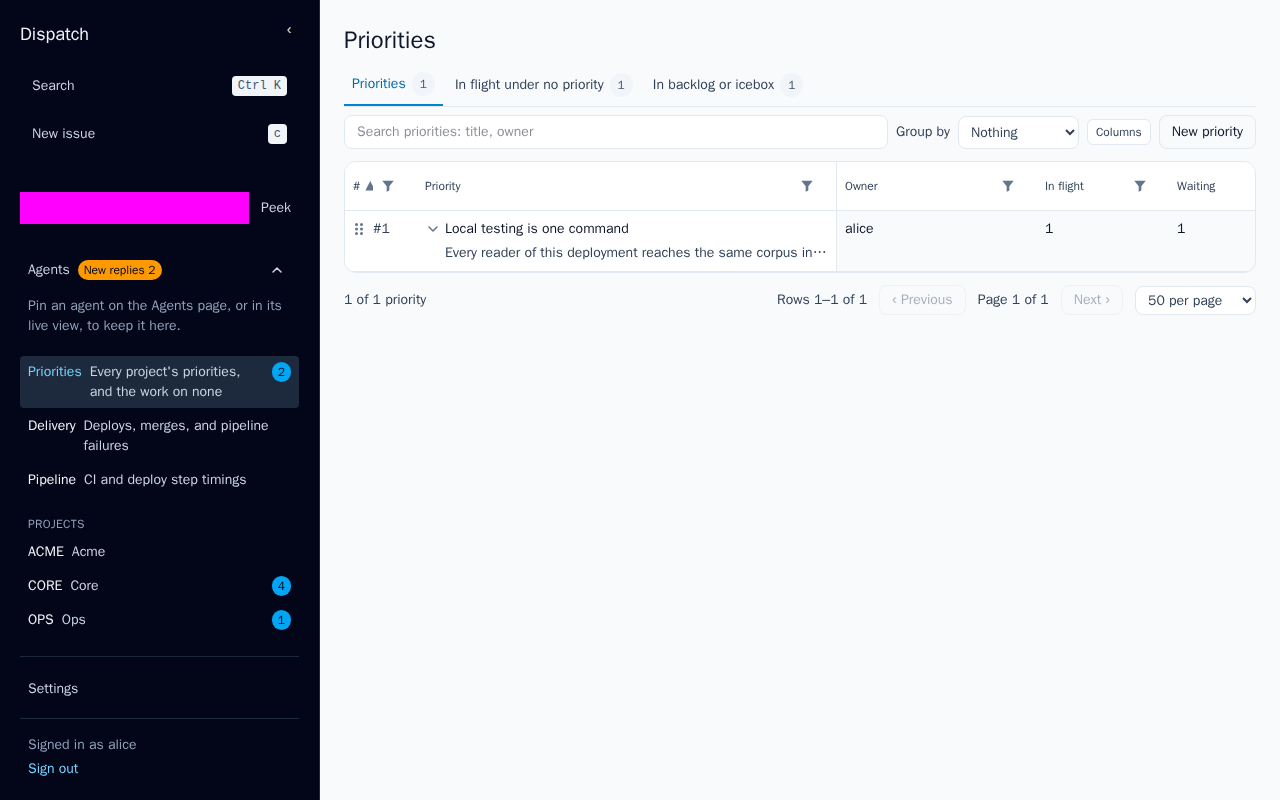 Dispatch ‹
Search Ctrl K
New issue C
Peek
Agents New replies 2
Pin an agent on the Agents page, or in its
live view, to keep it here.
Priorities Every project's priorities, 2
and the work on none
Delivery Deploys, merges, and pipeline
failures
Pipeline CI and deploy step timings
PROJECTS
ACME Acme
CORE Core 4
OPS Ops 1
Settings
Signed in as alice
Sign out
Priorities
Priorities 1 In flight under no priority 1 In backlog or icebox 1
Search priorities: title, owner Group by Nothing Columns New priority
# Priority Owner In flight Waiting
#1 Local testing is one command alice 1 1
Every reader of this deployment reaches the same corpus in…
1 of 1 priority Rows 1–1 of 1 ‹ Previous Page 1 of 1 Next › 50 per page